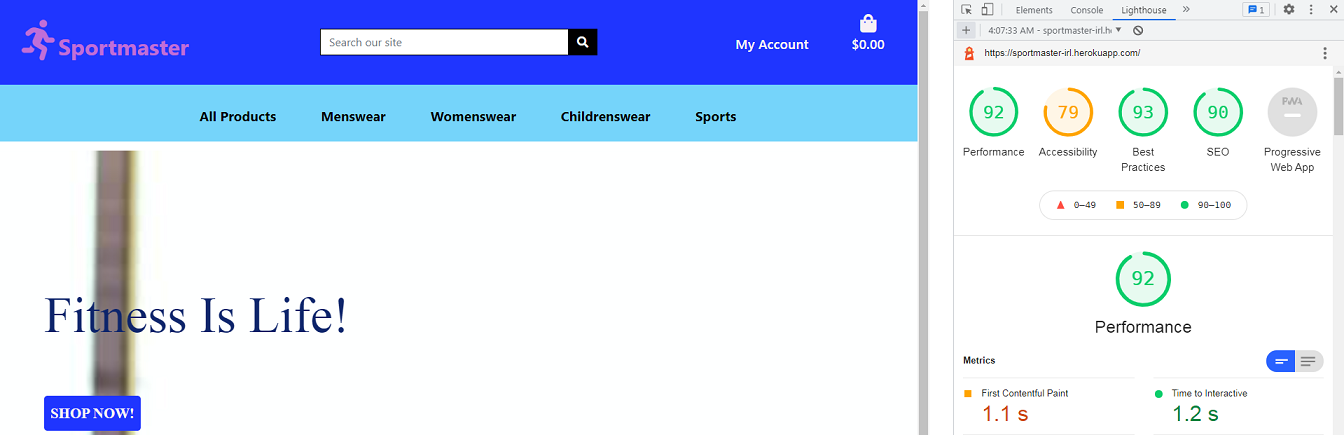 Sportmaster
Search our site
My Account
$0.00
All Products
Menswear
Womenswear
Childrenswear
Sports
Fitness Is Life!
SHOP NOW!
Elements
Console
Lighthouse
1
4:07:33 AM - sportmaster-irl.he
https://sportmaster-irl.herokuapp.com/
92
Performance
79
Accessibility
93
Best
Practices
90
SEO
PWA
Progressive
Web App
0–49
50–89
90–100
92
Performance
Metrics
First Contentful Paint
1.1 s
Time to Interactive
1.2 s